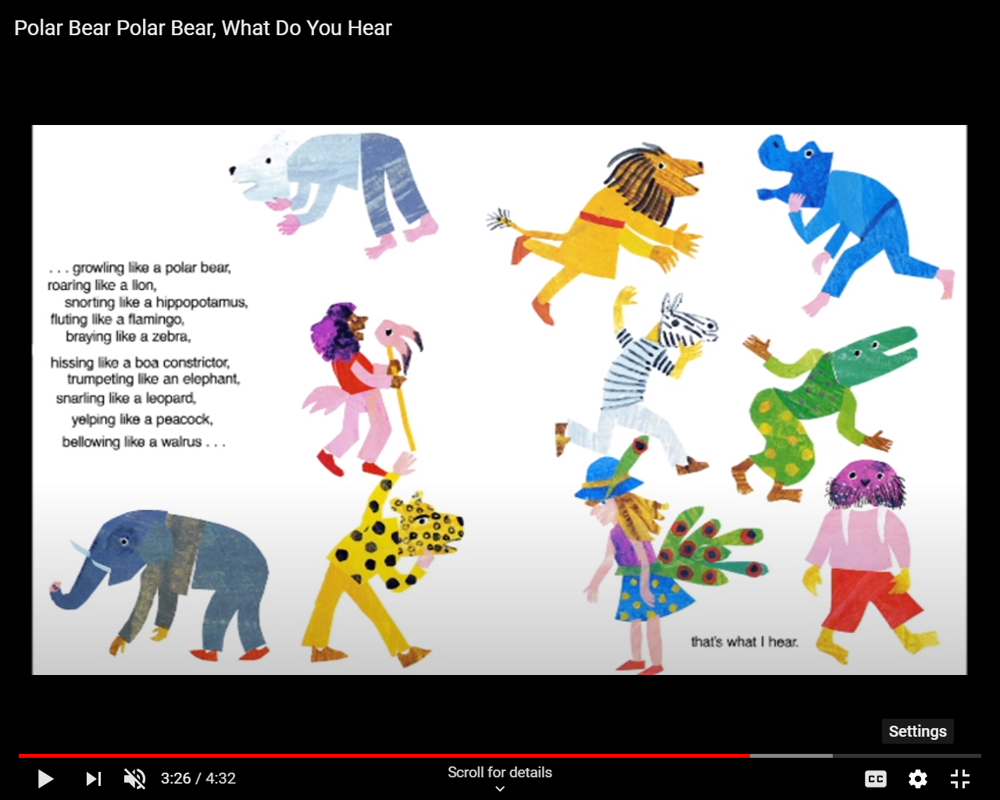 Polar Bear Polar Bear, What Do You Hear
. . . growling like a polar bear,
roaring like a lion,
snorting like a hippopotamus,
fluting like a flamingo,
braying like a zebra,
hissing like a boa constrictor,
trumpeting like an elephant,
snarling like a leopard,
yelping like a peacock,
bellowing like a walrus . . .
that's what I hear.
Settings
3:26 / 4:32
Scroll for details
CC